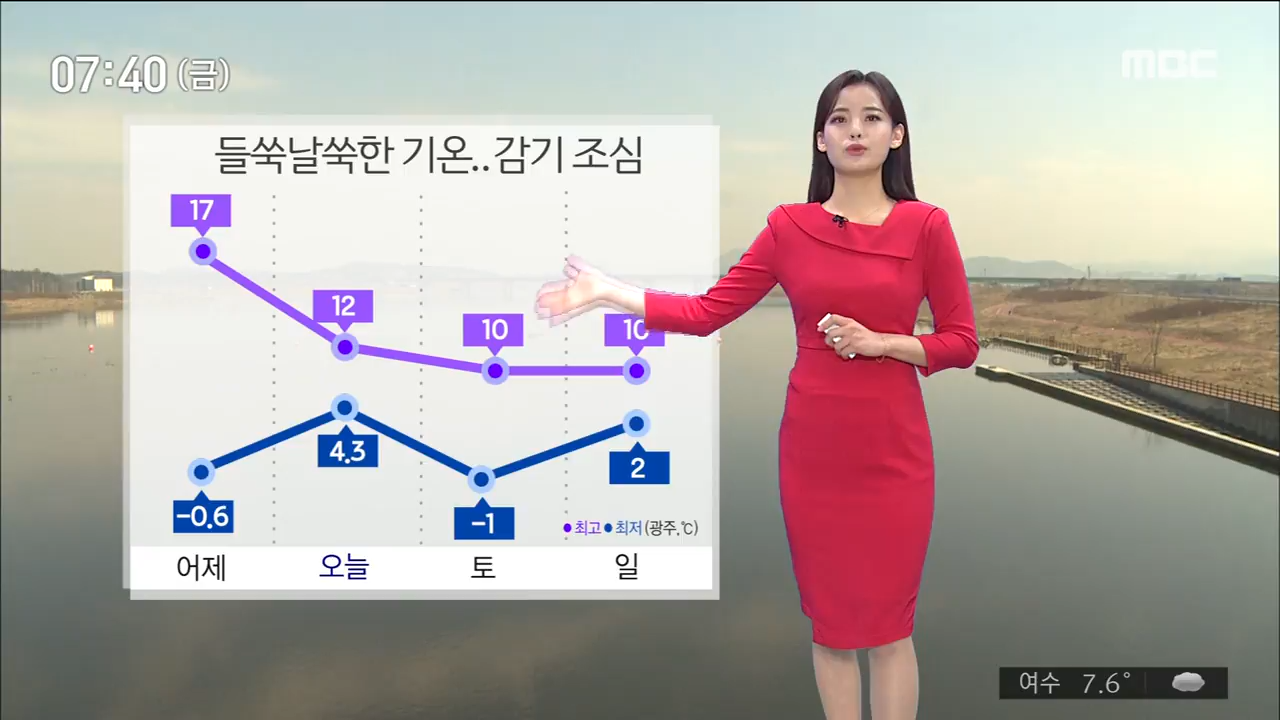 07:40 (금)
MBC
들쑥날쑥한 기온..감기 조심
17
12
10
10
4.3
2
-0.6
-1
최고 최저 (광주,℃)
어제 오늘 토 일
여수 7.6°